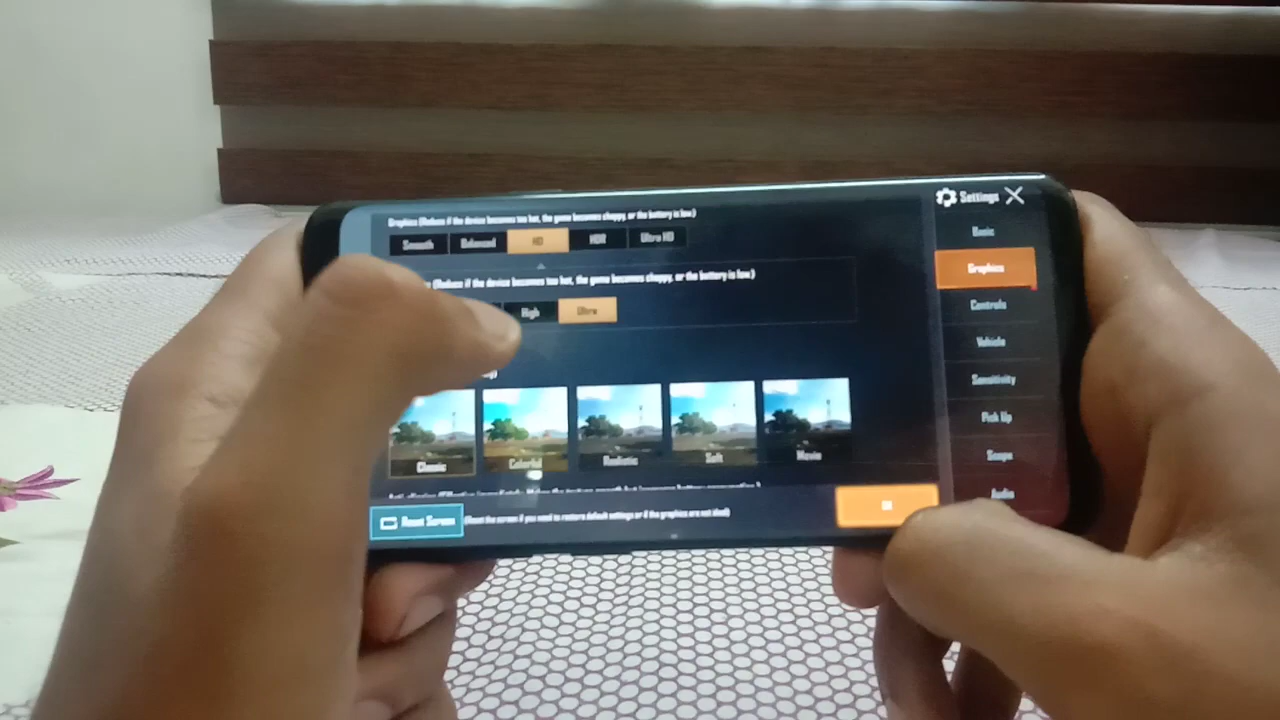 Settings
Graphics (Reduce if the device becomes too hot, the game becomes choppy, or the battery is low.)
Basic
Smooth Balanced HD HDR Ultra HD
Graphics
(Reduce if the device becomes too hot, the game becomes choppy, or the battery is low.)
High Ultra
Controls
Vehicle
Sensitivity
Pick Up
Classic Colorful Realistic Soft Movie
Scope
Audio
Reset Screen (Reset the screen if you need to restore default settings or if the graphics are not ideal)
OK